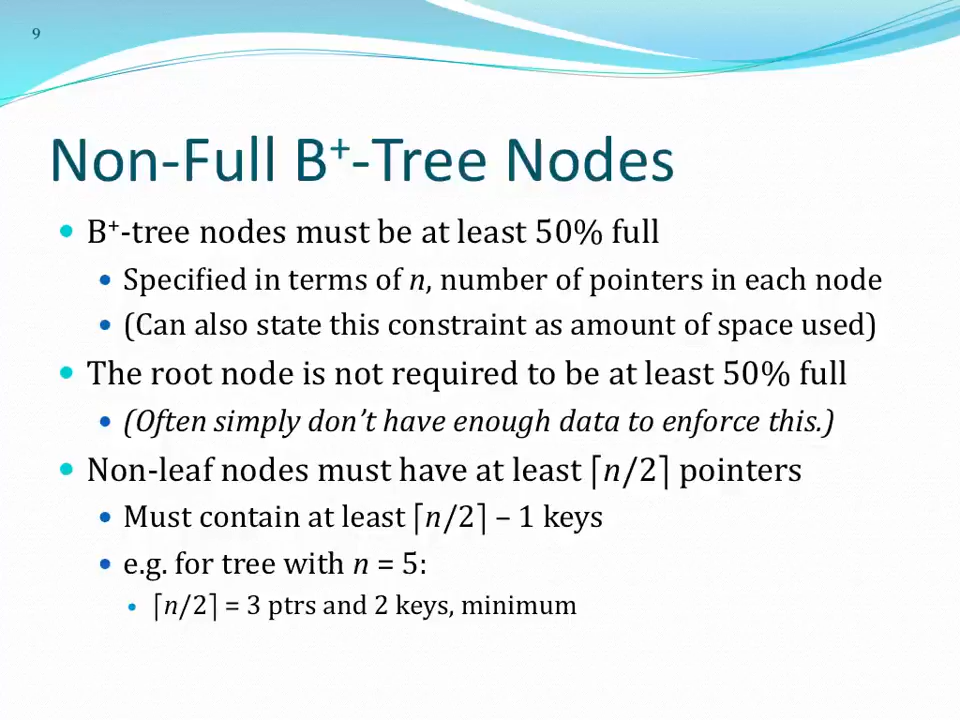 9
Non-Full B⁺-Tree Nodes
• B⁺-tree nodes must be at least 50% full
• Specified in terms of n, number of pointers in each node
• (Can also state this constraint as amount of space used)
• The root node is not required to be at least 50% full
• (Often simply don’t have enough data to enforce this.)
• Non-leaf nodes must have at least ⌈n/2⌉ pointers
• Must contain at least ⌈n/2⌉ – 1 keys
• e.g. for tree with n = 5:
• ⌈n/2⌉ = 3 ptrs and 2 keys, minimum